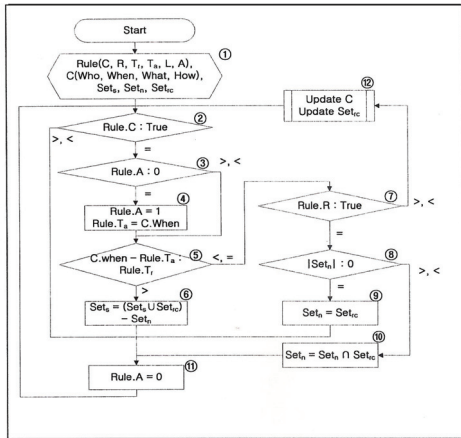 Start
①
Rule(C, R, Tr, Ta, L, A),
C(Who, When, What, How),
Sets, Setn, Setrc
⑫
Update C
Update Setrc
②
Rule.C : True
>, <
=
③
>, <
Rule.A : 0
=
④
Rule.A = 1
Rule.Ta = C.When
⑦
Rule.R : True
>, <
=
⑤
C.when – Rule.Ta :
Rule.Tr
<, =
>
⑧
|Setn| : 0
>, <
=
⑥
Sets = (Sets ∪ Setrc)
– Setn
⑨
Setn = Setrc
⑩
Setn = Setn ∩ Setrc
⑪
Rule.A = 0